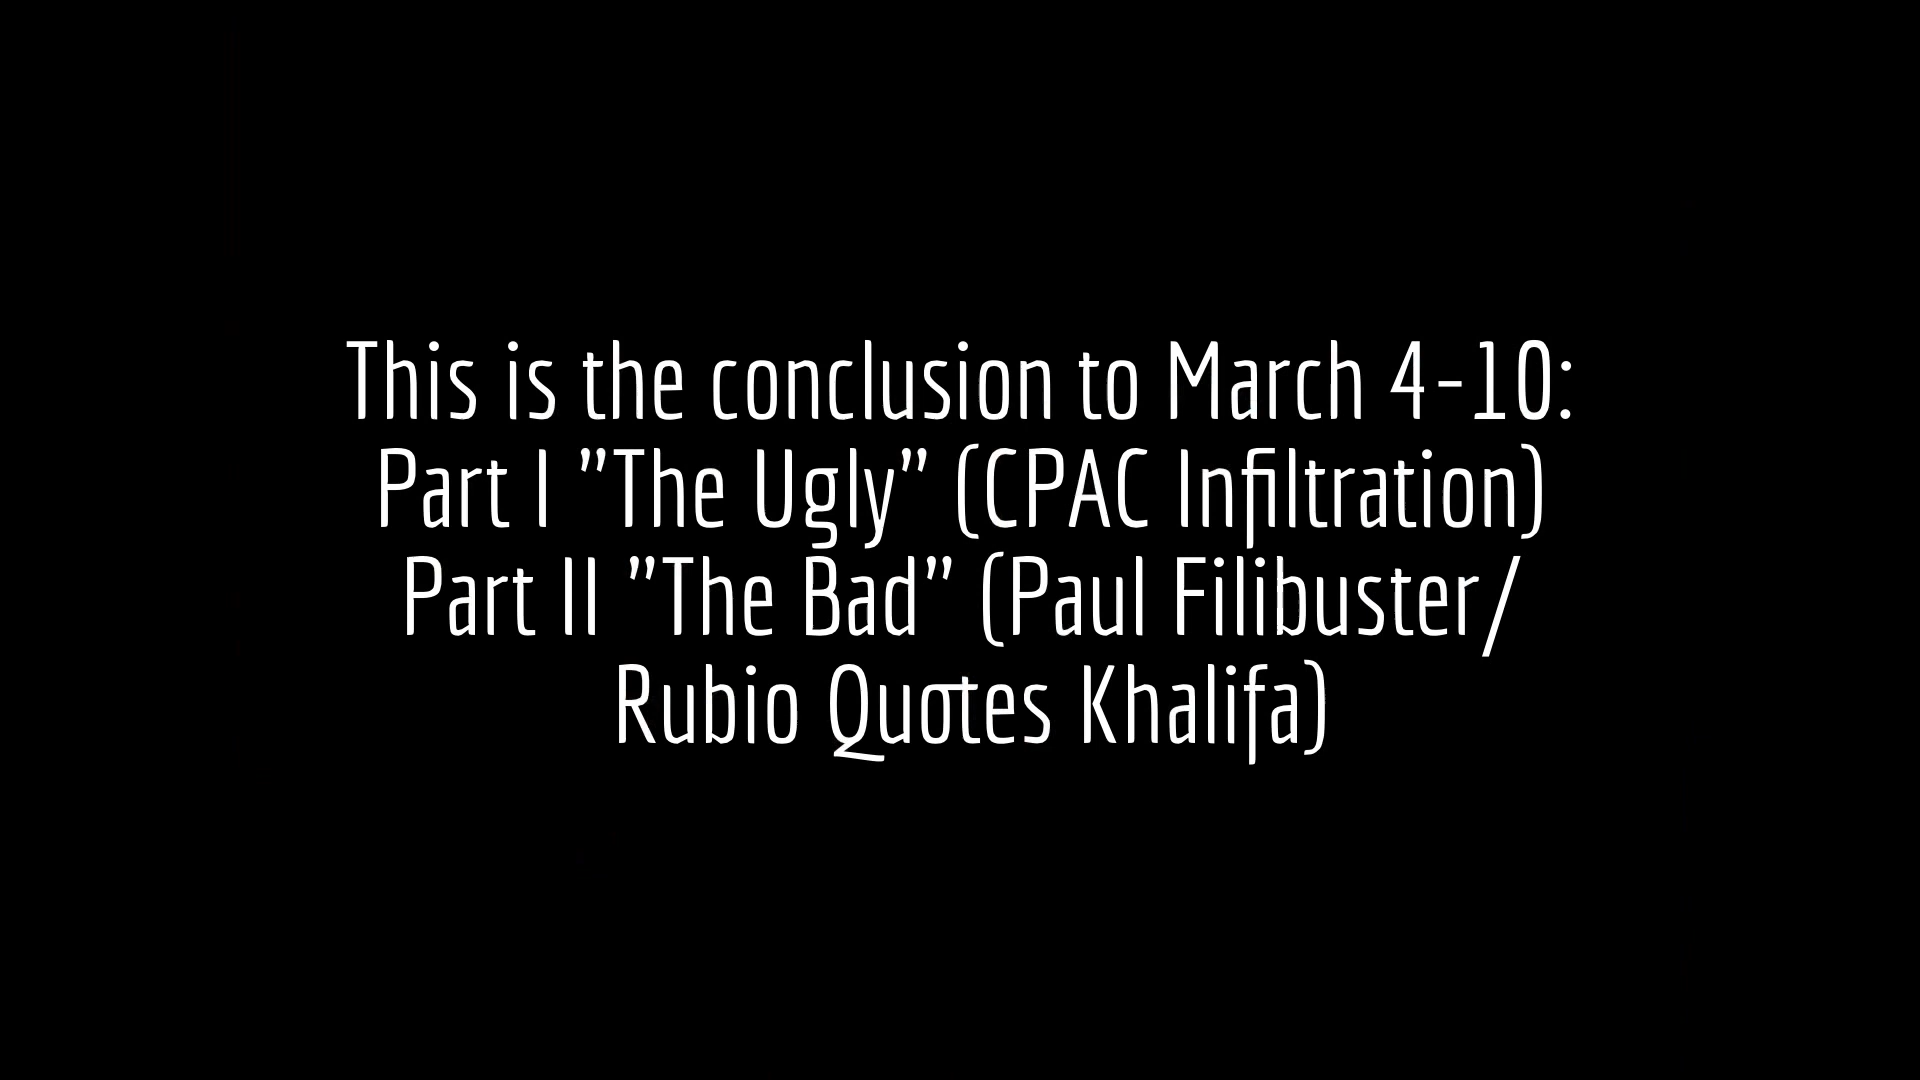 This is the conclusion to March 4-10:
Part I "The Ugly" (CPAC Infiltration)
Part II "The Bad" (Paul Filibuster/
Rubio Quotes Khalifa)